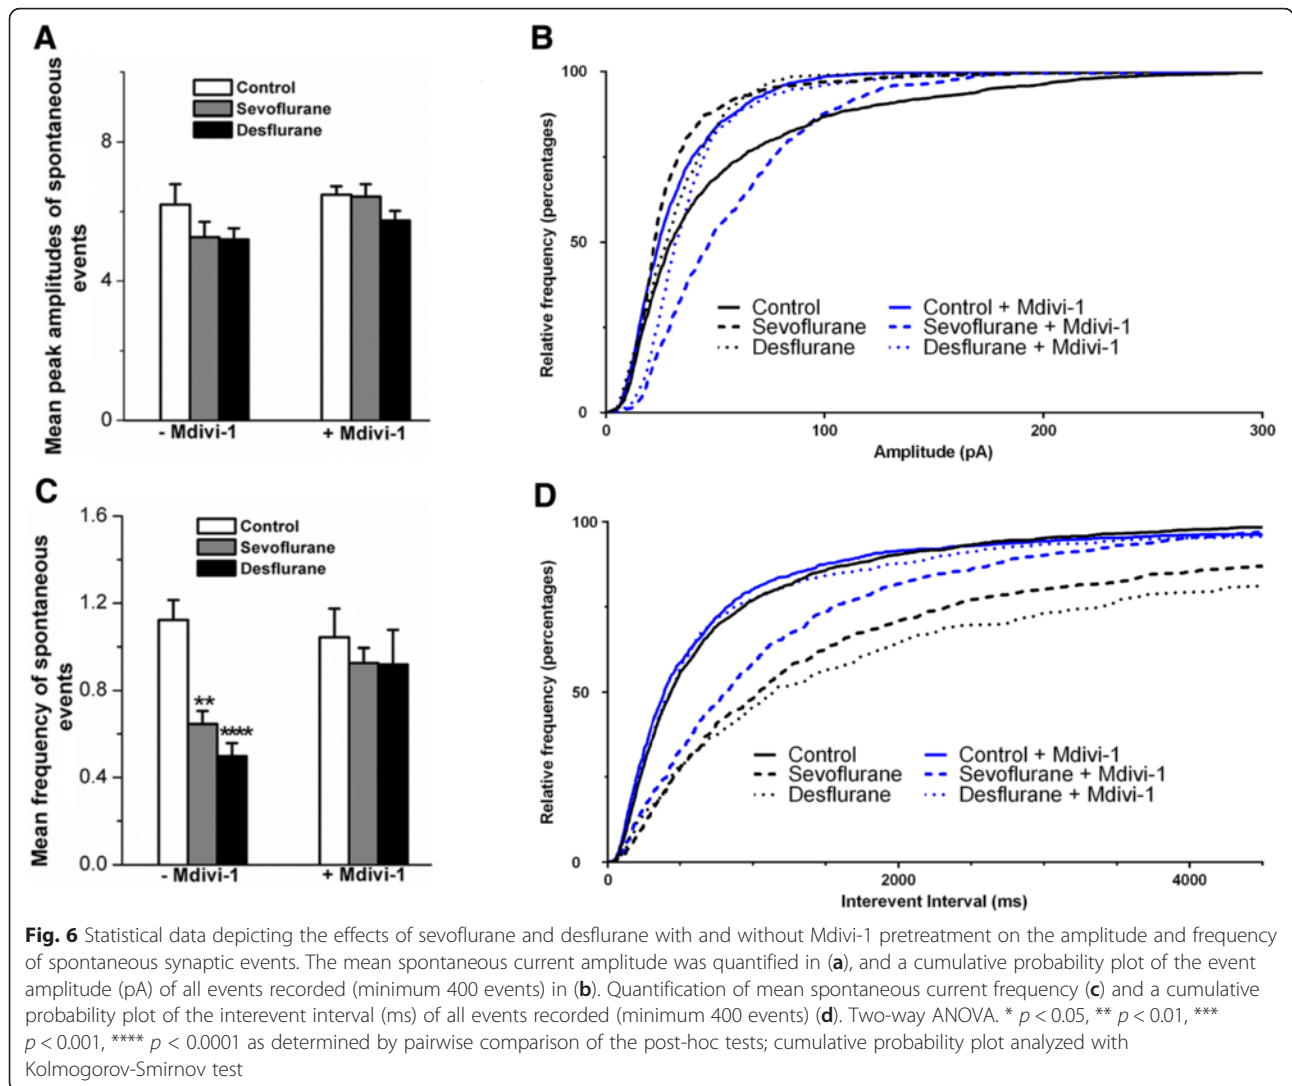 A
Mean peak amplitudes of spontaneous
events
Control
Sevoflurane
Desflurane
8
4
0
- Mdivi-1
+ Mdivi-1
B
Relative frequency (percentages)
100
50
0
Control
Sevoflurane
Desflurane
Control + Mdivi-1
Sevoflurane + Mdivi-1
Desflurane + Mdivi-1
0
100
200
300
Amplitude (pA)
C
Mean frequency of spontaneous
events
Control
Sevoflurane
Desflurane
1.6
1.2
0.8
0.4
0.0
**
****
- Mdivi-1
+ Mdivi-1
D
Relative frequency (percentages)
100
50
0
Control
Sevoflurane
Desflurane
Control + Mdivi-1
Sevoflurane + Mdivi-1
Desflurane + Mdivi-1
0
2000
4000
Interevent Interval (ms)
Fig. 6 Statistical data depicting the effects of sevoflurane and desflurane with and without Mdivi-1 pretreatment on the amplitude and frequency
of spontaneous synaptic events. The mean spontaneous current amplitude was quantified in (a), and a cumulative probability plot of the event
amplitude (pA) of all events recorded (minimum 400 events) in (b). Quantification of mean spontaneous current frequency (c) and a cumulative
probability plot of the interevent interval (ms) of all events recorded (minimum 400 events) (d). Two-way ANOVA. * p < 0.05, ** p < 0.01, ***
p < 0.001, **** p < 0.0001 as determined by pairwise comparison of the post-hoc tests; cumulative probability plot analyzed with
Kolmogorov-Smirnov test